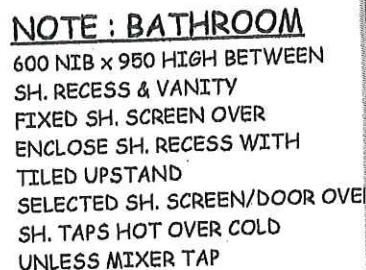 NOTE : BATHROOM
600 NIB x 950 HIGH BETWEEN
SH. RECESS & VANITY
FIXED SH. SCREEN OVER
ENCLOSE SH. RECESS WITH
TILED UPSTAND
SELECTED SH. SCREEN/DOOR OVE
SH. TAPS HOT OVER COLD
UNLESS MIXER TAP